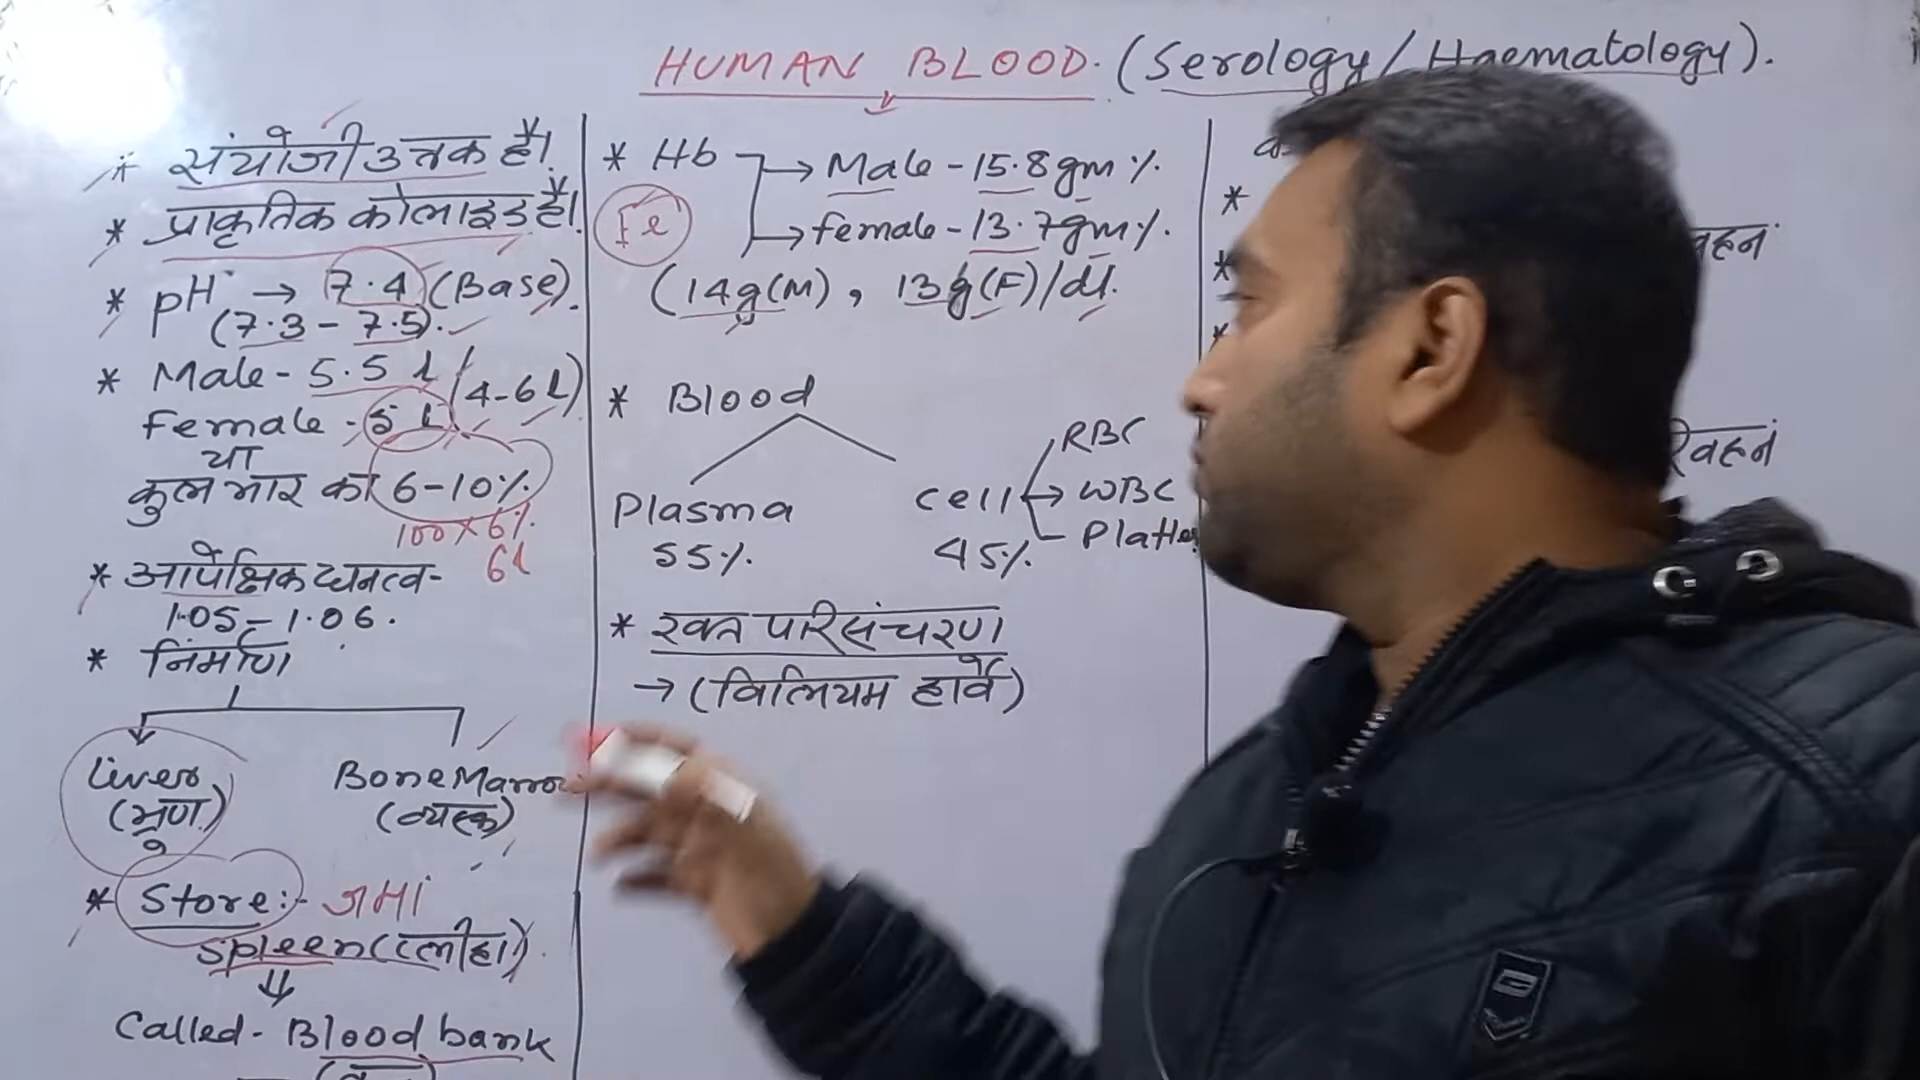 HUMAN BLOOD. (Serology/Haematology).
* संयोजी उत्तक है।
* प्राकृतिक कोलाइड है।
* pH → 7.4 (Base).
(7.3 - 7.5).
* Male - 5.5 l (4-6 l)
Female - 5 l
या
कुल भार का 6-10%.
100 x 6%.
6l
* आपेक्षिक घनत्व -
1.05 - 1.06.
* निर्माण
Liver
(भ्रूण)
Bone Marrow
(व्यस्क)
* Store:- जमा
Spleen (प्लीहा).
⇓
Called - Blood bank
* Hb → Male - 15.8 gm %.
→ female - 13.7 gm %.
Fe
(14g(M), 13g(F)/dl.
* Blood
Plasma
55%.
Cell
45%.
RBC
→ WBC
* रक्त परिसंचरण
→ (विलियम हार्वे)
*
*
*